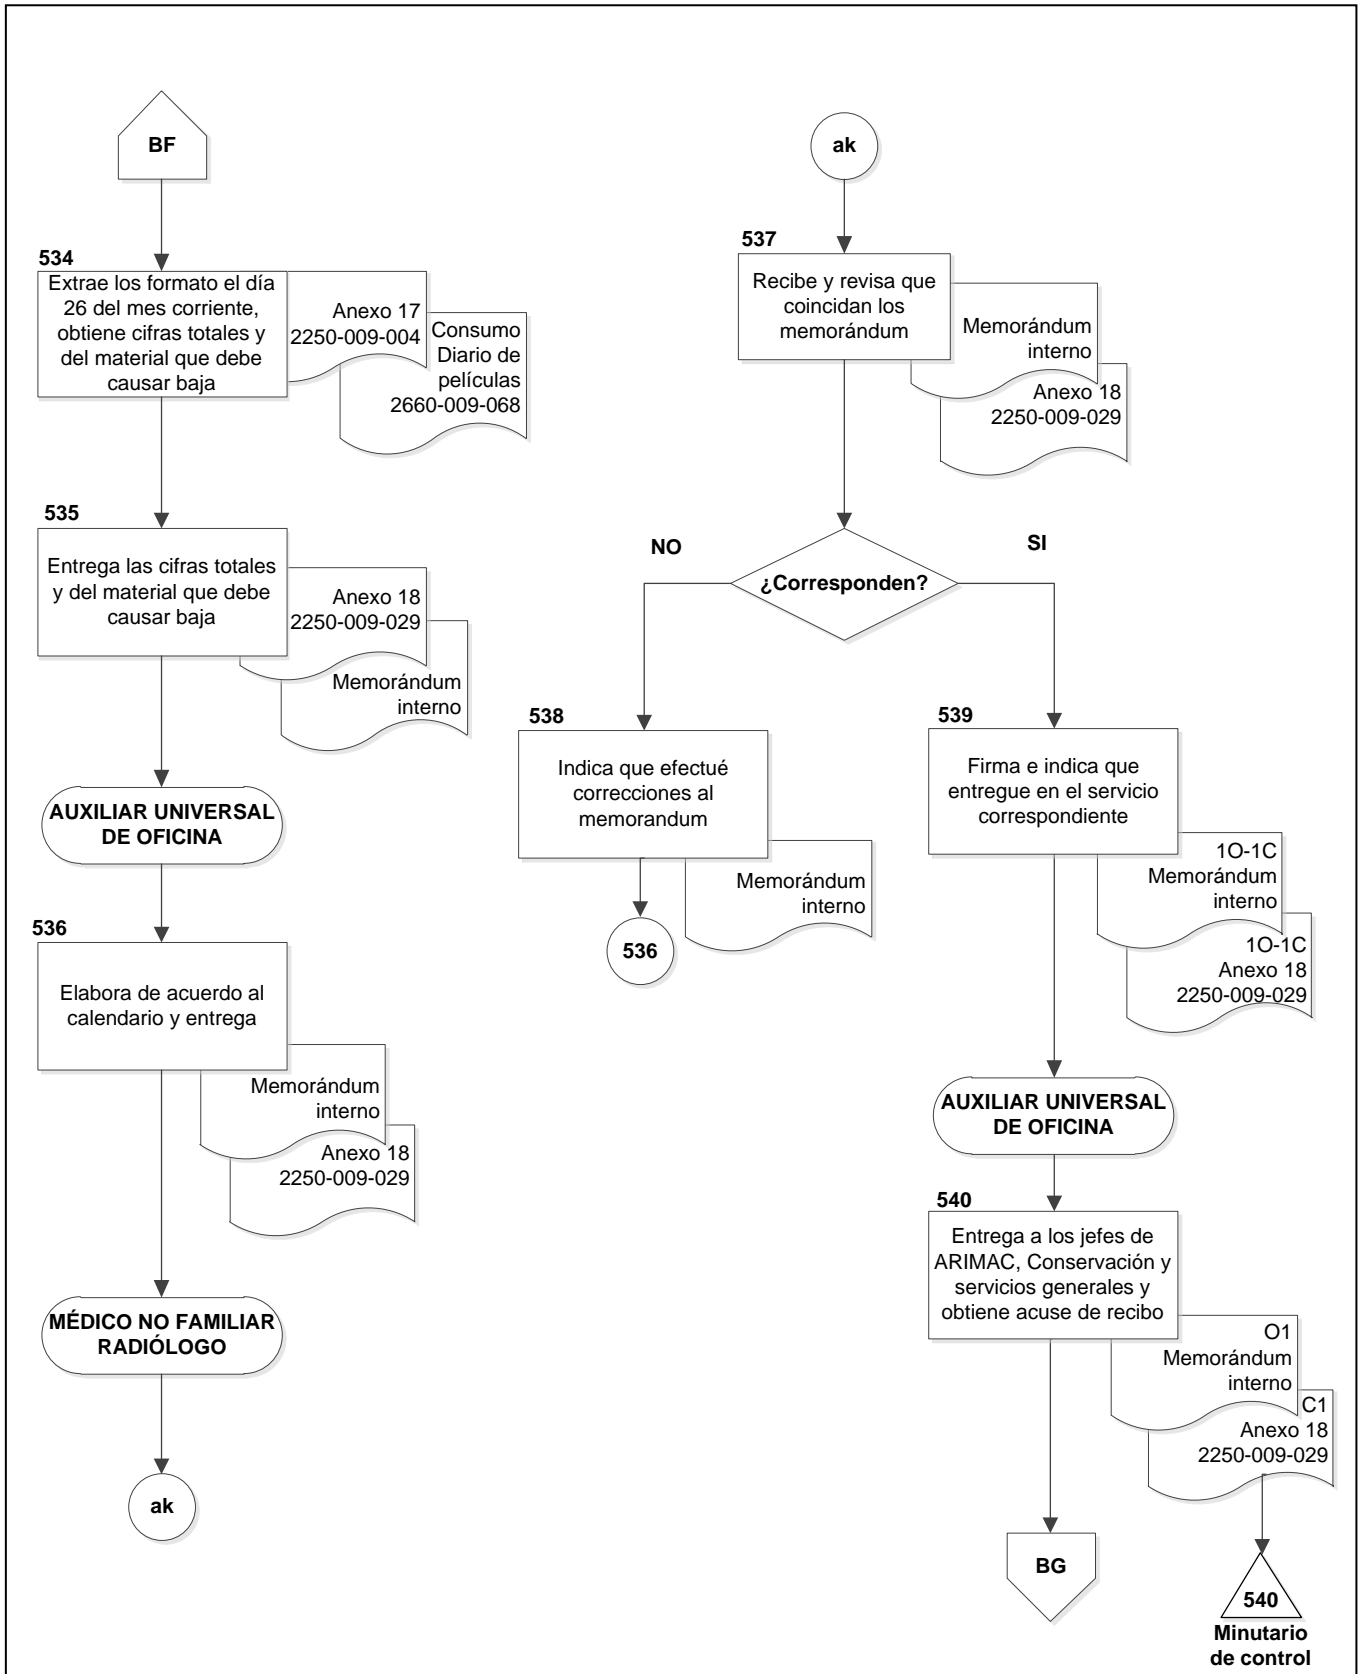 BF
534
Extrae los formato el día
26 del mes corriente,
obtiene cifras totales y
del material que debe
causar baja
Anexo 17
2250-009-004
Consumo
Diario de
películas
2660-009-068
535
Entrega las cifras totales
y del material que debe
causar baja
Anexo 18
2250-009-029
Memorándum
interno
AUXILIAR UNIVERSAL
DE OFICINA
536
Elabora de acuerdo al
calendario y entrega
Memorándum
interno
Anexo 18
2250-009-029
MÉDICO NO FAMILIAR
RADIÓLOGO
ak
ak
537
Recibe y revisa que
coincidan los
memorándum
Memorándum
interno
Anexo 18
2250-009-029
¿Corresponden?
NO
SI
538
Indica que efectué
correcciones al
memorandum
Memorándum
interno
536
539
Firma e indica que
entregue en el servicio
correspondiente
1O-1C
Memorándum
interno
1O-1C
Anexo 18
2250-009-029
AUXILIAR UNIVERSAL
DE OFICINA
540
Entrega a los jefes de
ARIMAC, Conservación y
servicios generales y
obtiene acuse de recibo
O1
Memorándum
interno
C1
Anexo 18
2250-009-029
BG
540
Minutario
de control